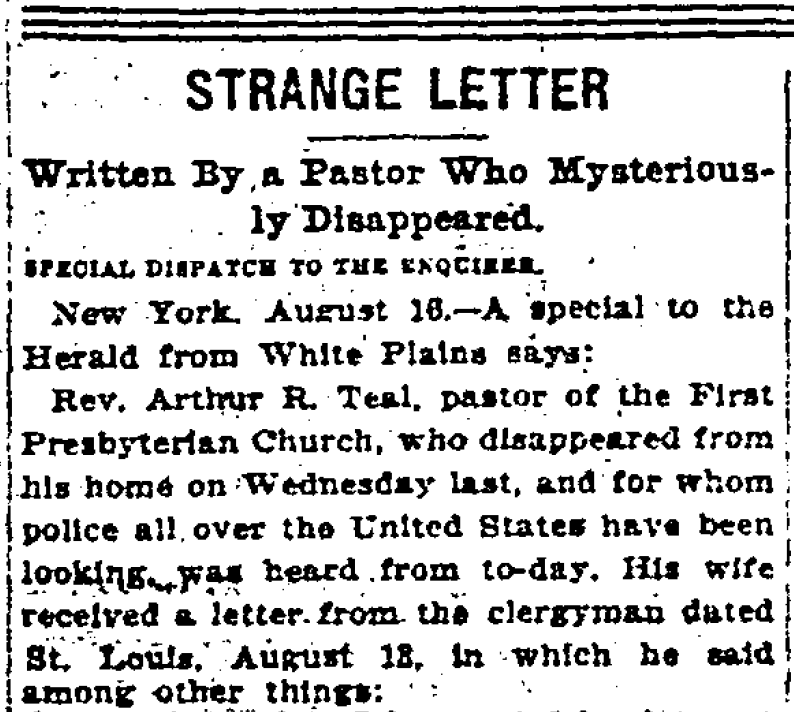 STRANGE LETTER
Written By a Pastor Who Mysterious-
ly Disappeared.
SPECIAL DISPATCH TO THE ENQUIRER.
New York, August 16.—A special to the
Herald from White Plains says:
Rev. Arthur R. Teal, pastor of the First
Presbyterian Church, who disappeared from
his home on Wednesday last, and for whom
police all over the United States have been
looking, was heard from to-day. His wife
received a letter from the clergyman dated
St. Louis, August 13, in which he said
among other things: